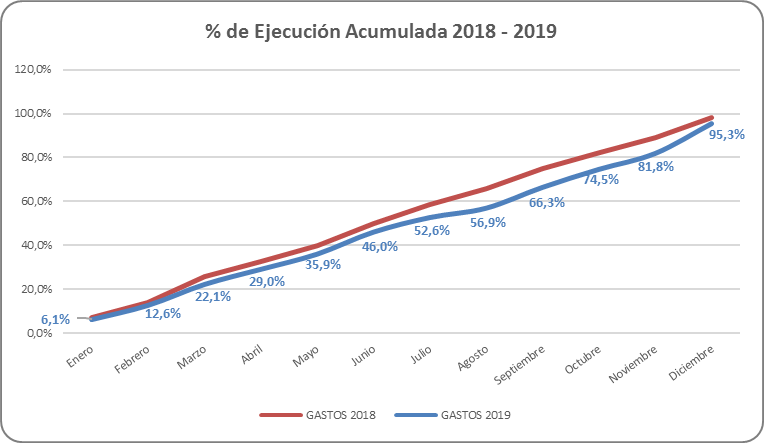 % de Ejecución Acumulada 2018 - 2019
120,0%
100,0%
80,0%
60,0%
40,0%
20,0%
0,0%
6,1%
12,6%
22,1%
29,0%
35,9%
46,0%
52,6%
56,9%
66,3%
74,5%
81,8%
95,3%
Enero
Febrero
Marzo
Abril
Mayo
Junio
Julio
Agosto
Septiembre
Octubre
Noviembre
Diciembre
GASTOS 2018
GASTOS 2019